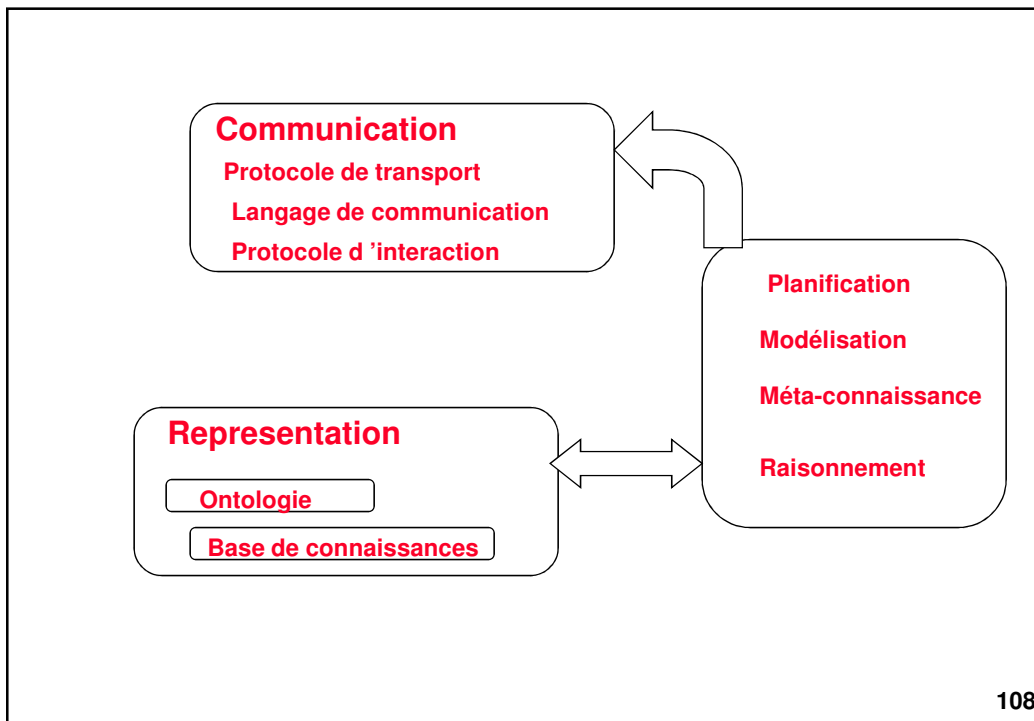 Communication
Protocole de transport
Langage de communication
Protocole d ’interaction
Planification
Modélisation
Méta-connaissance
Raisonnement
Representation
Ontologie
Base de connaissances
108